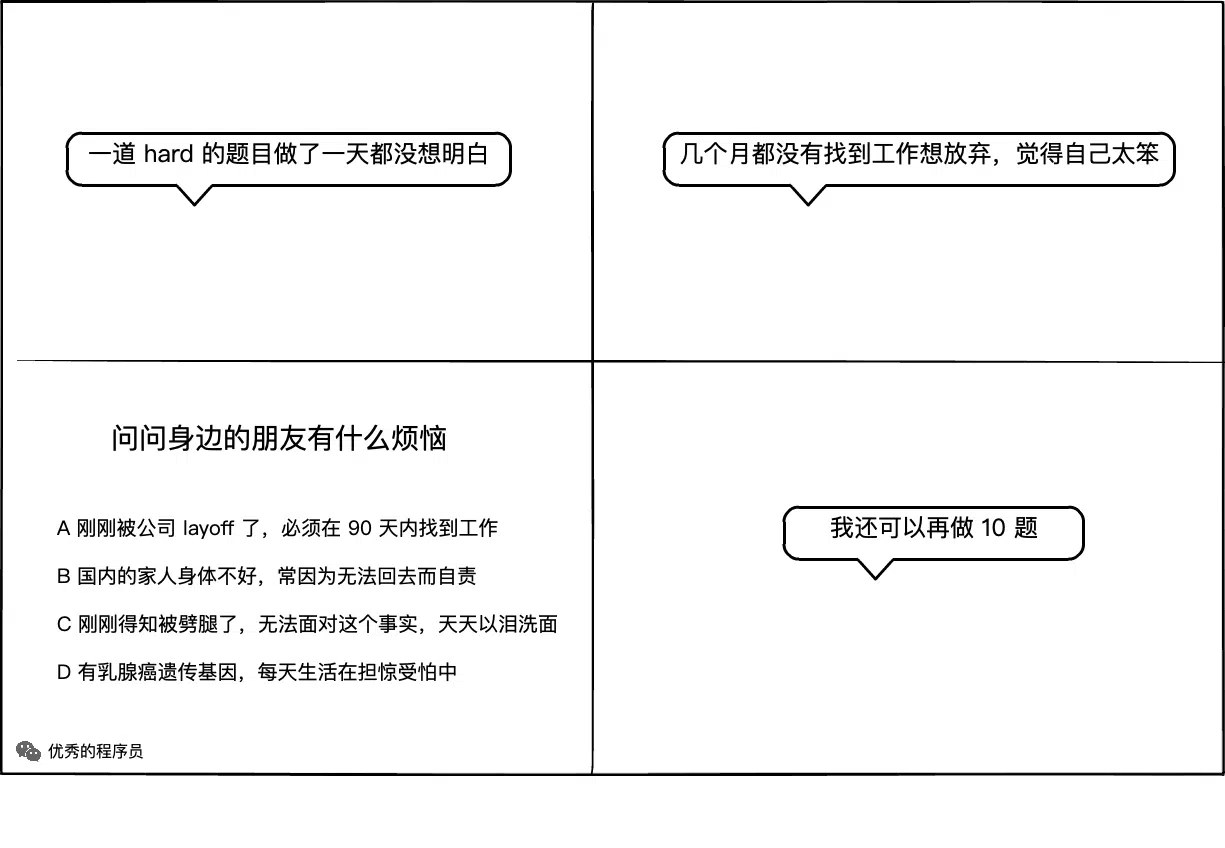 一道 hard 的题目做了一天都没想明白
几个月都没有找到工作想放弃，觉得自己太笨
问问身边的朋友有什么烦恼
A 刚刚被公司 layoff 了，必须在 90 天内找到工作
B 国内的家人身体不好，常因为无法回去而自责
C 刚刚得知被劈腿了，无法面对这个事实，天天以泪洗面
D 有乳腺癌遗传基因，每天生活在担惊受怕中
优秀的程序员
我还可以再做 10 题